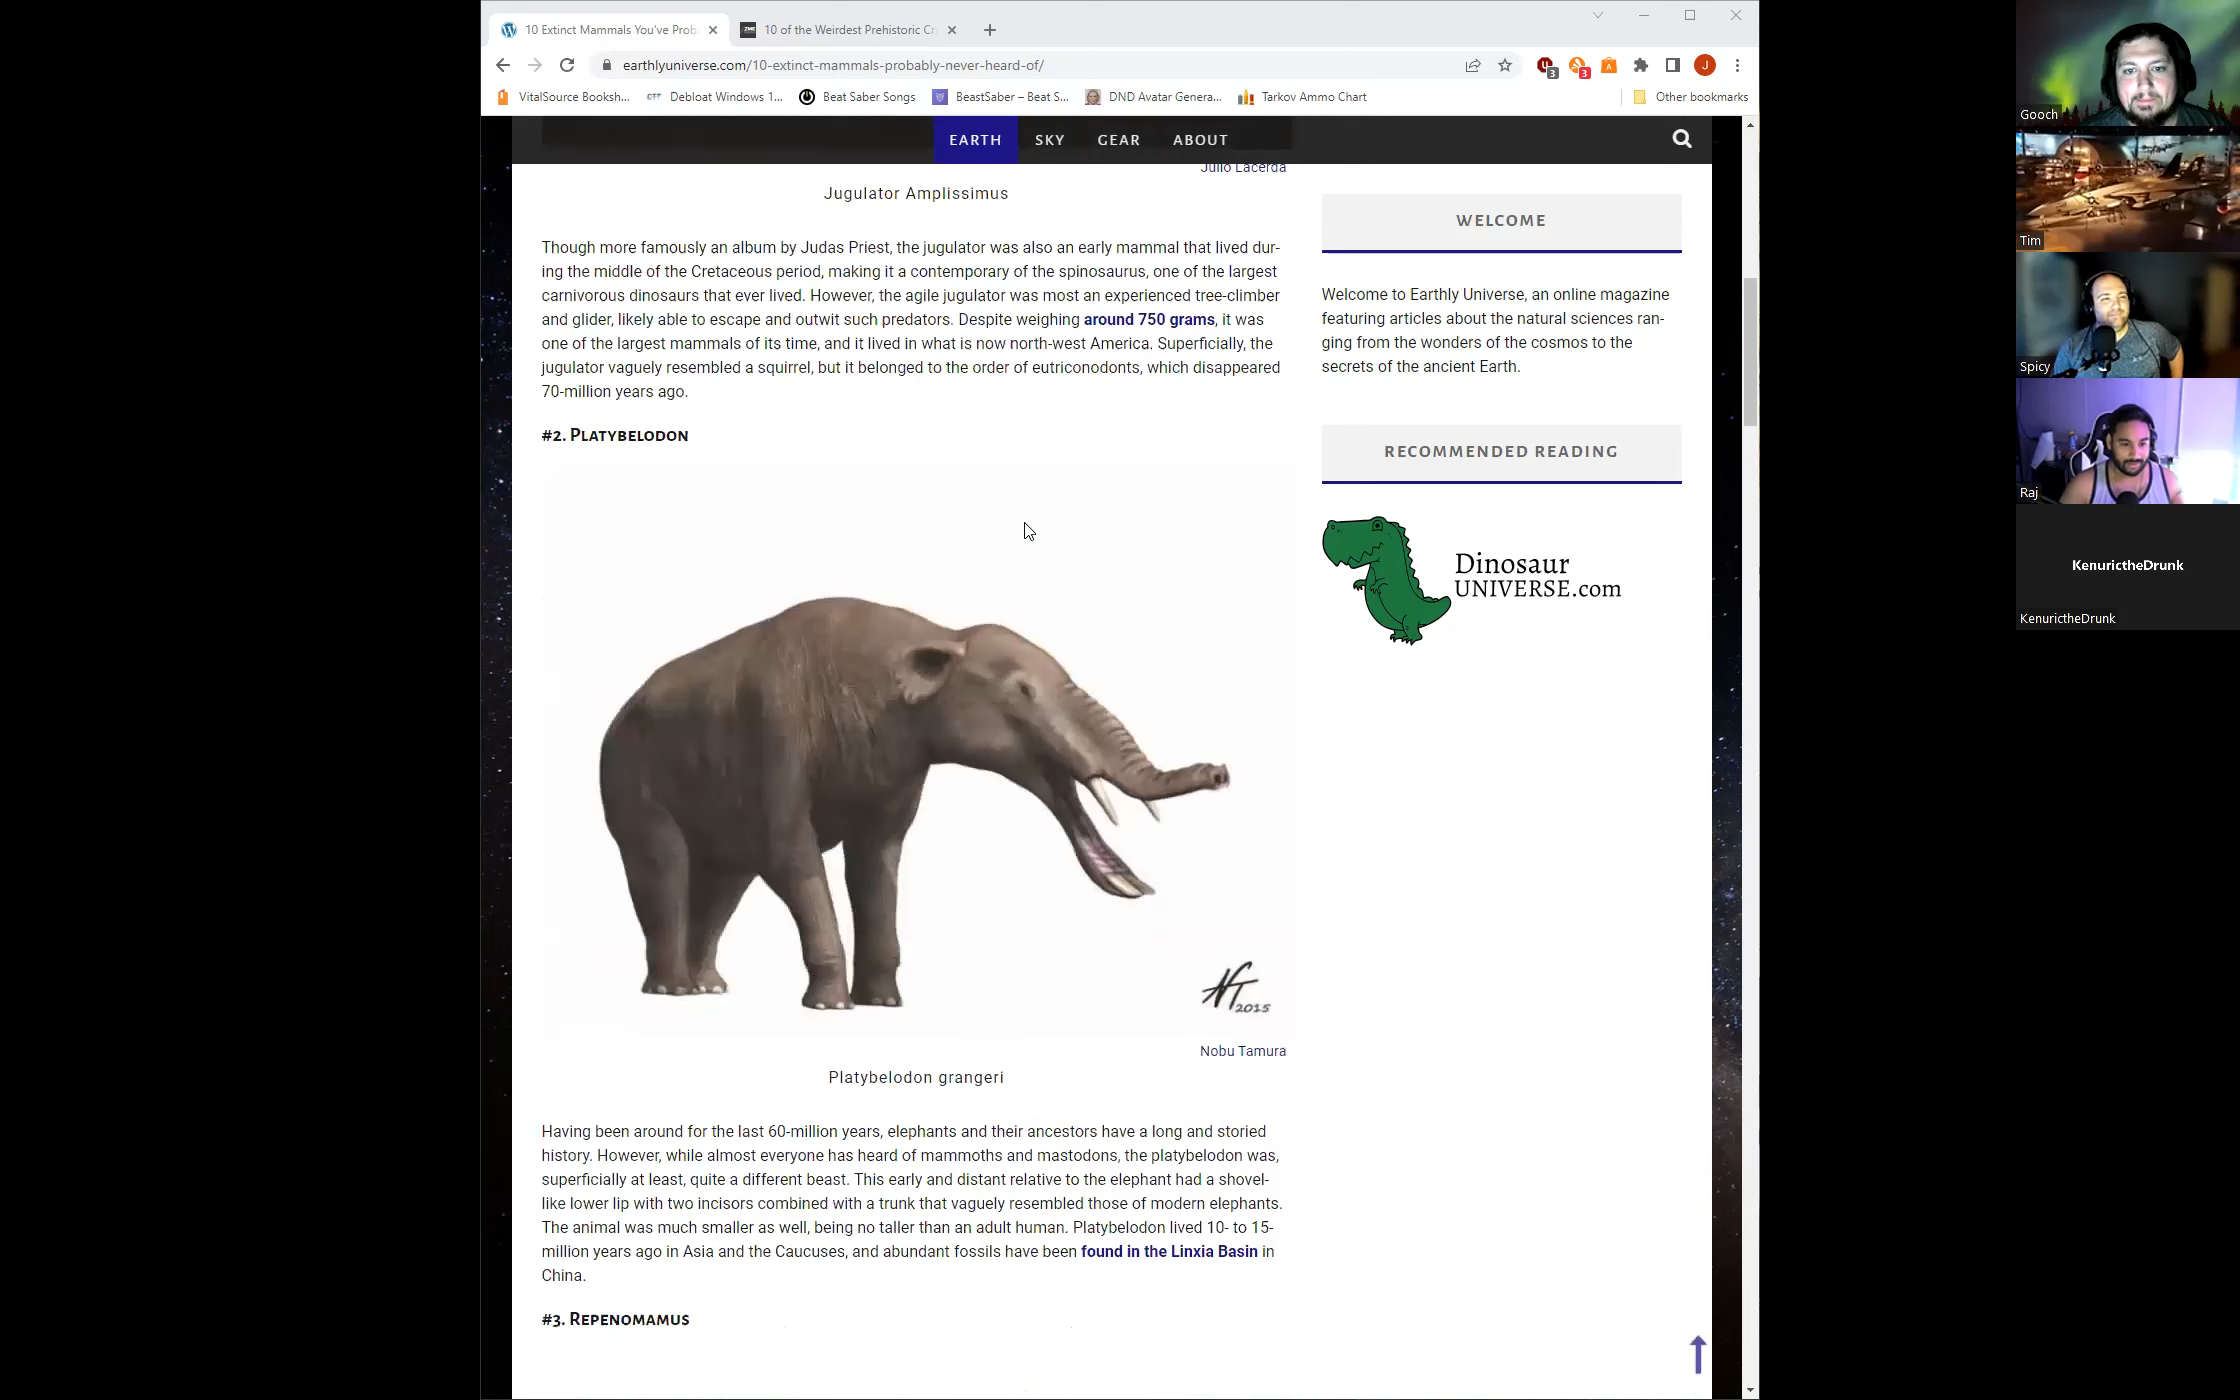 10 Extinct Mammals You've Prob
10 of the Weirdest Prehistoric Cr
earthlyuniverse.com/10-extinct-mammals-probably-never-heard-of/
3
3
J
VitalSource Booksh...
CTT
Debloat Windows 1...
Beat Saber Songs
BeastSaber – Beat S...
DND Avatar Genera...
Tarkov Ammo Chart
Other bookmarks
EARTH
SKY
GEAR
ABOUT
Julio Lacerda
Jugulator Amplissimus
Though more famously an album by Judas Priest, the jugulator was also an early mammal that lived dur-
ing the middle of the Cretaceous period, making it a contemporary of the spinosaurus, one of the largest
carnivorous dinosaurs that ever lived. However, the agile jugulator was most an experienced tree-climber
and glider, likely able to escape and outwit such predators. Despite weighing around 750 grams, it was
one of the largest mammals of its time, and it lived in what is now north-west America. Superficially, the
jugulator vaguely resembled a squirrel, but it belonged to the order of eutriconodonts, which disappeared
70-million years ago.
#2. Platybelodon
NT
2015
Nobu Tamura
Platybelodon grangeri
Having been around for the last 60-million years, elephants and their ancestors have a long and storied
history. However, while almost everyone has heard of mammoths and mastodons, the platybelodon was,
superficially at least, quite a different beast. This early and distant relative to the elephant had a shovel-
like lower lip with two incisors combined with a trunk that vaguely resembled those of modern elephants.
The animal was much smaller as well, being no taller than an adult human. Platybelodon lived 10- to 15-
million years ago in Asia and the Caucuses, and abundant fossils have been found in the Linxia Basin in
China.
#3. Repenomamus
WELCOME
Welcome to Earthly Universe, an online magazine
featuring articles about the natural sciences ran-
ging from the wonders of the cosmos to the
secrets of the ancient Earth.
RECOMMENDED READING
Dinosaur
UNIVERSE.com
Gooch
Tim
Spicy
Raj
KenurictheDrunk
KenurictheDrunk